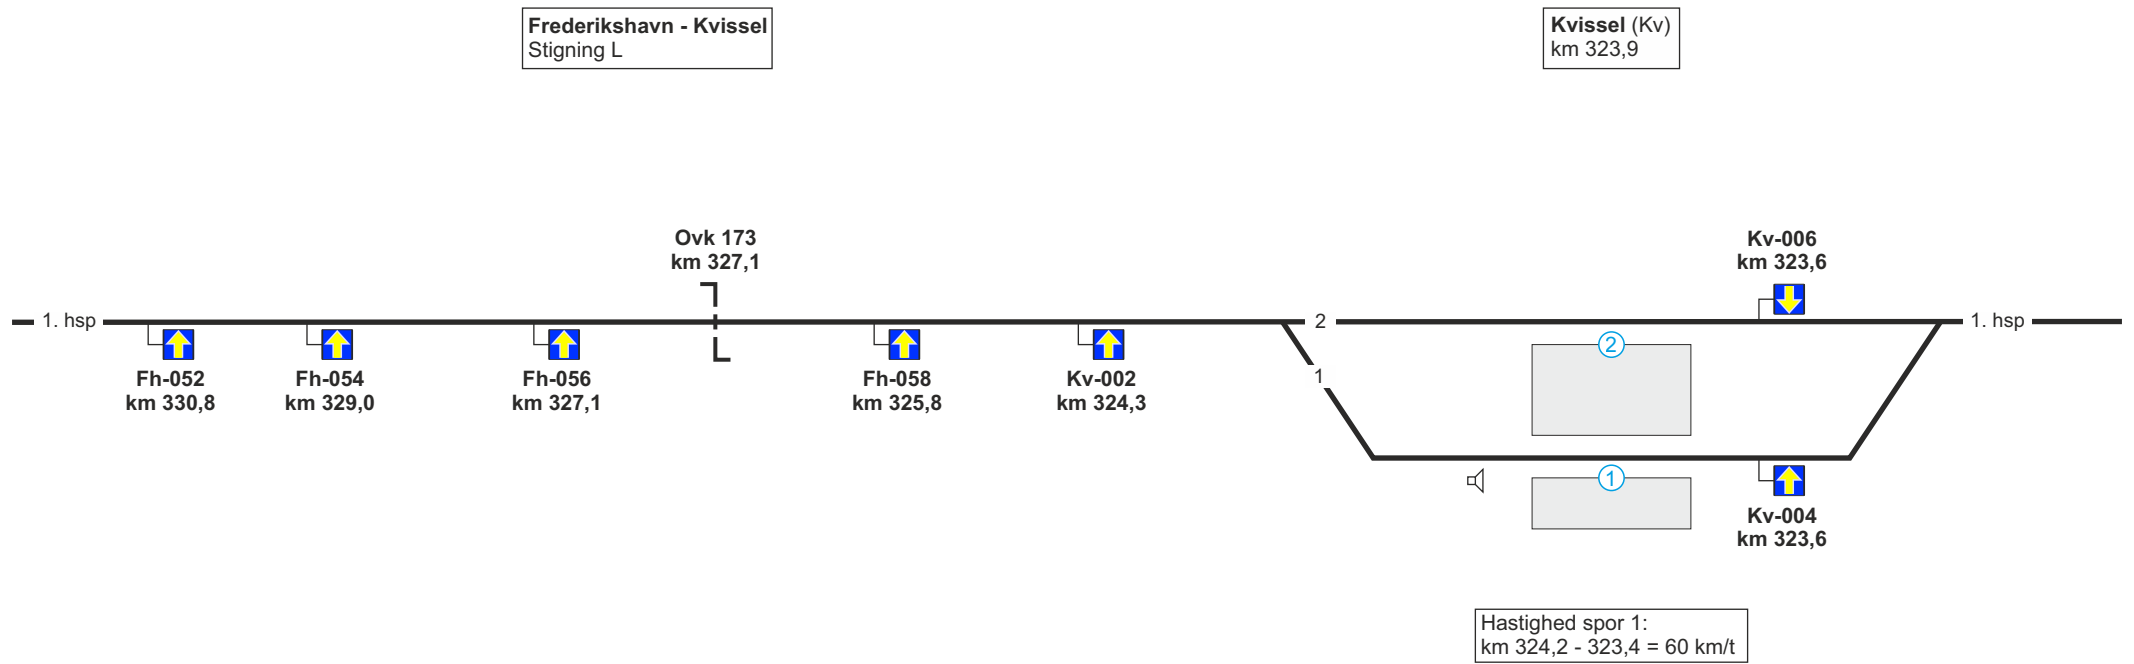 Frederikshavn - Kvissel
Stigning L
Kvissel (Kv)
km 323,9
Ovk 173
km 327,1
Kv-006
km 323,6
1. hsp
2
1. hsp
Fh-052
km 330,8
Fh-054
km 329,0
Fh-056
km 327,1
Fh-058
km 325,8
Kv-002
km 324,3
1
2
1
Kv-004
km 323,6
Hastighed spor 1:
km 324,2 - 323,4 = 60 km/t